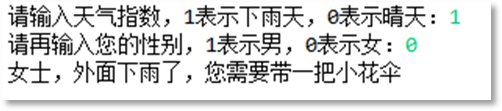 请输入天气指数，1表示下雨天，0表示晴天：1
请再输入您的性别，1表示男，0表示女：0
女士，外面下雨了，您需要带一把小花伞